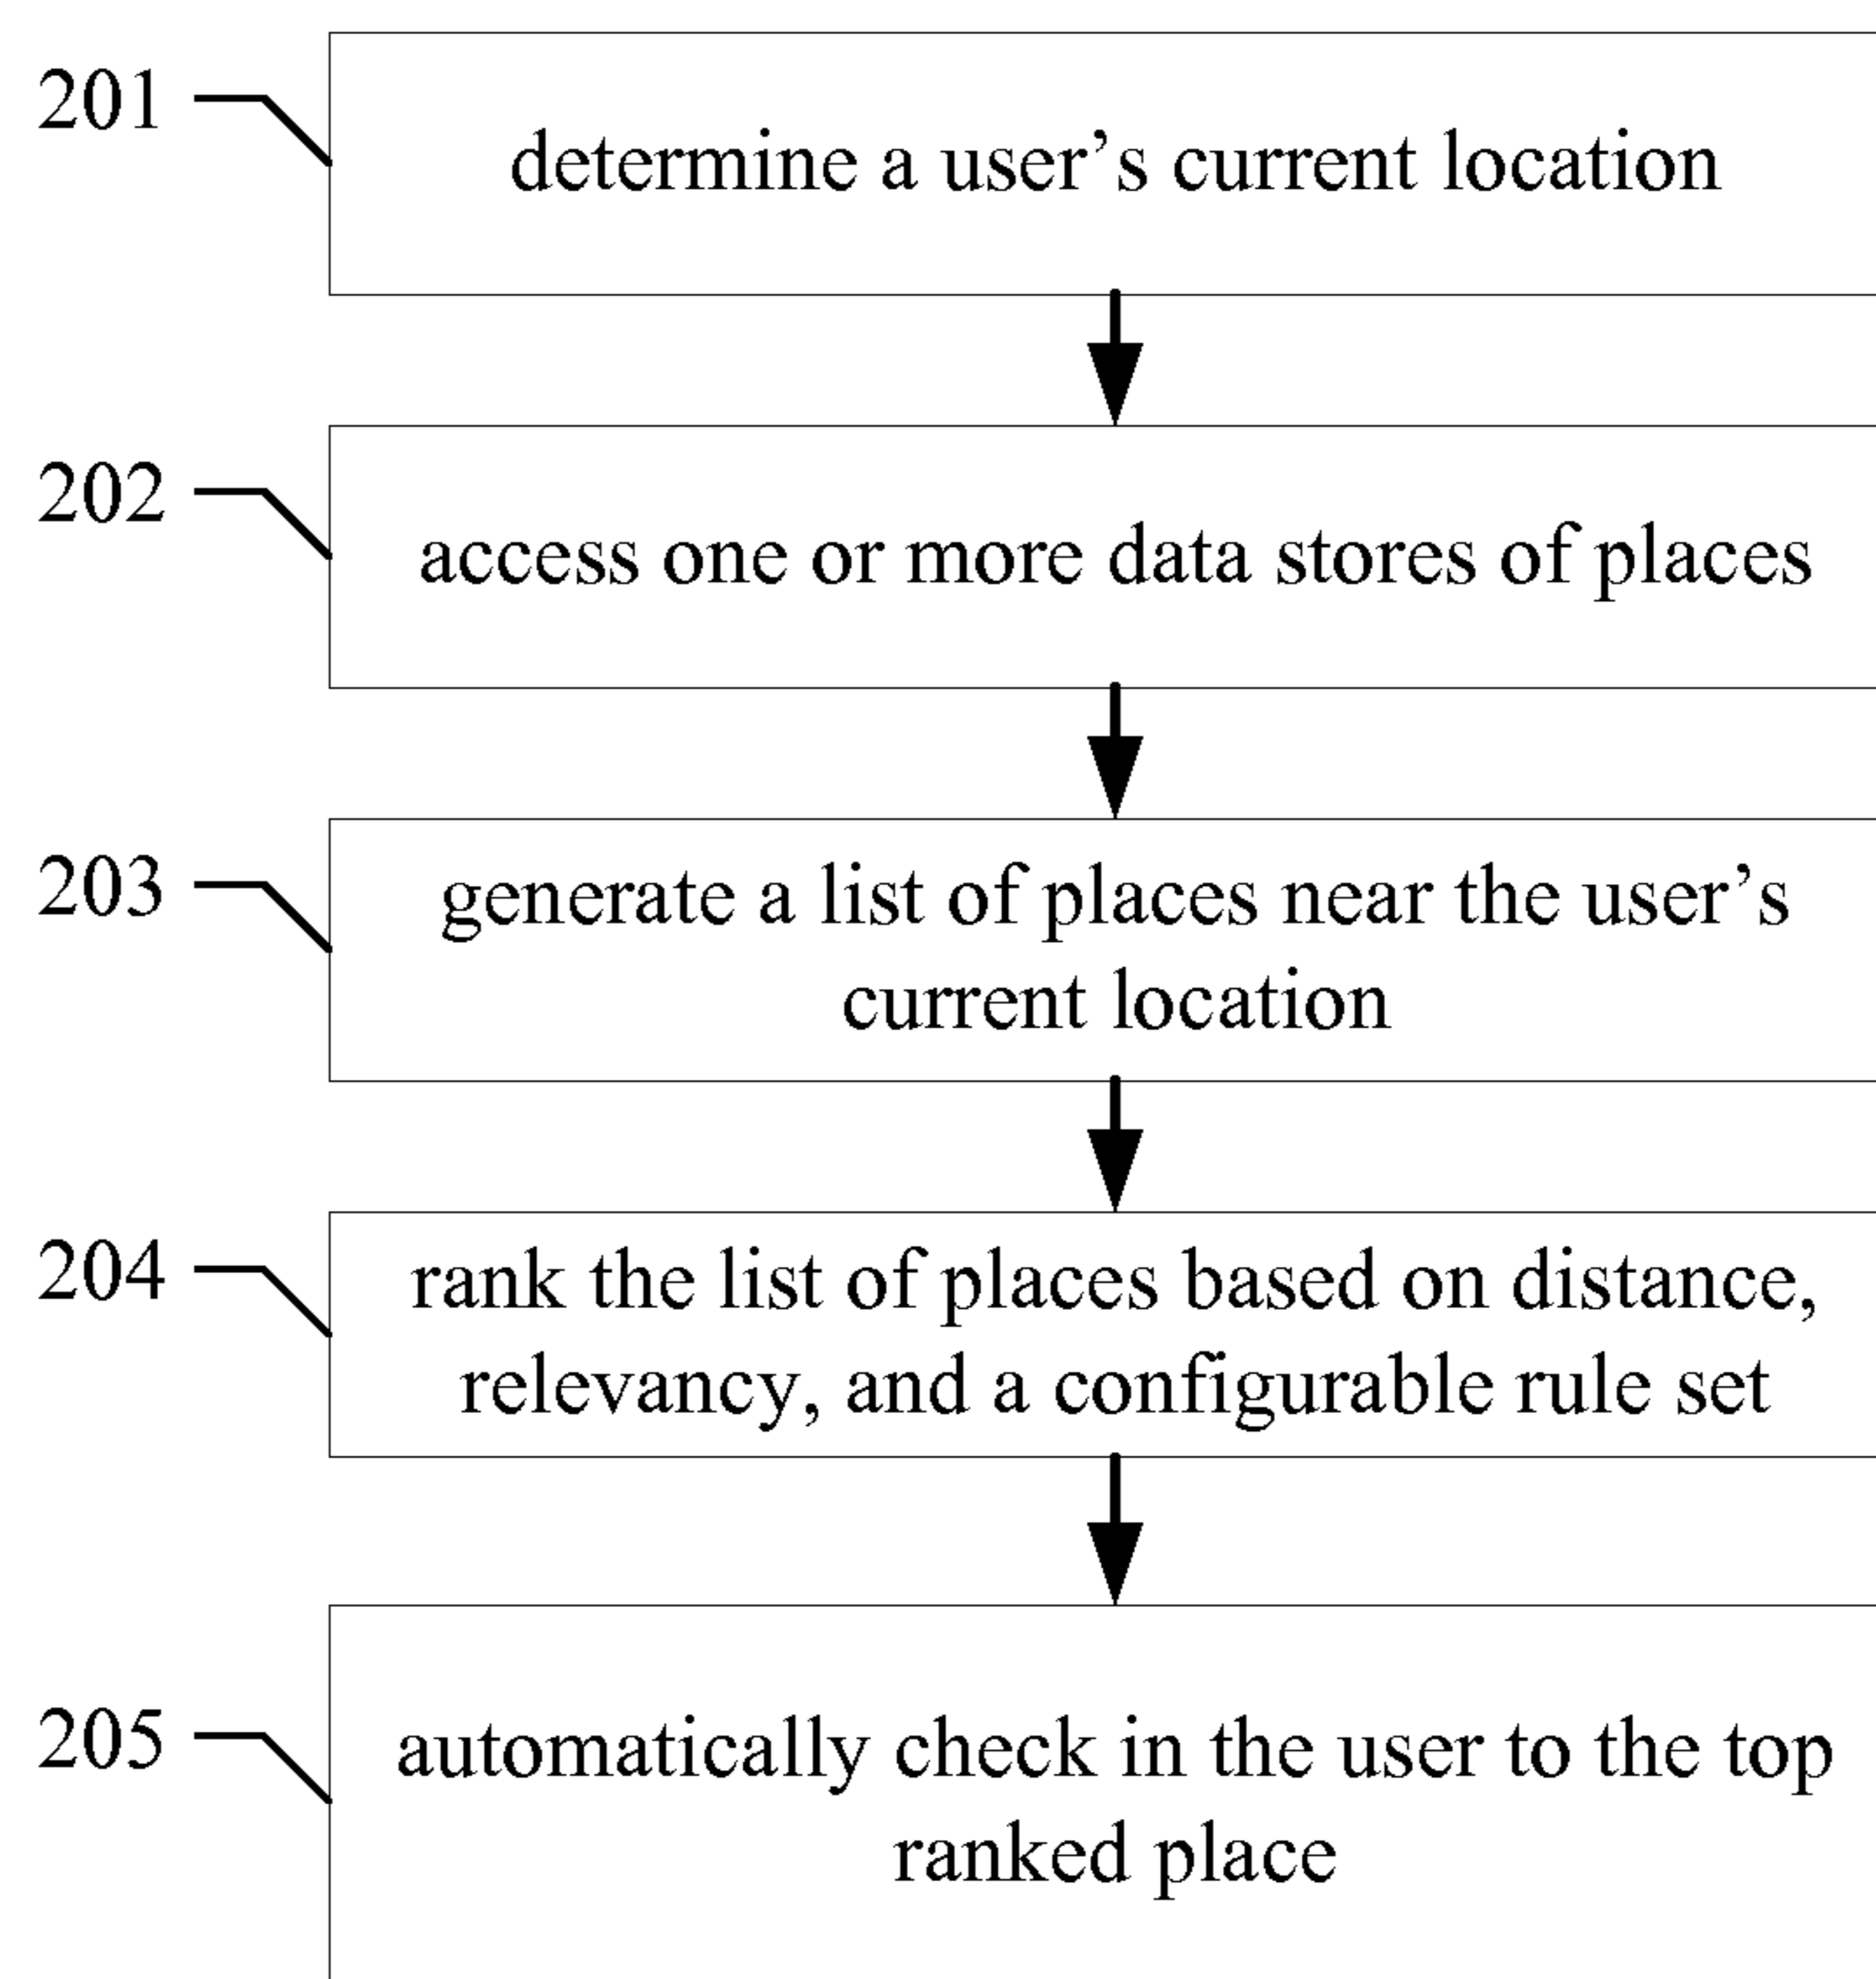 201
determine a user’s current location
202
access one or more data stores of places
203
generate a list of places near the user’s
current location
204
rank the list of places based on distance,
relevancy, and a configurable rule set
205
automatically check in the user to the top
ranked place